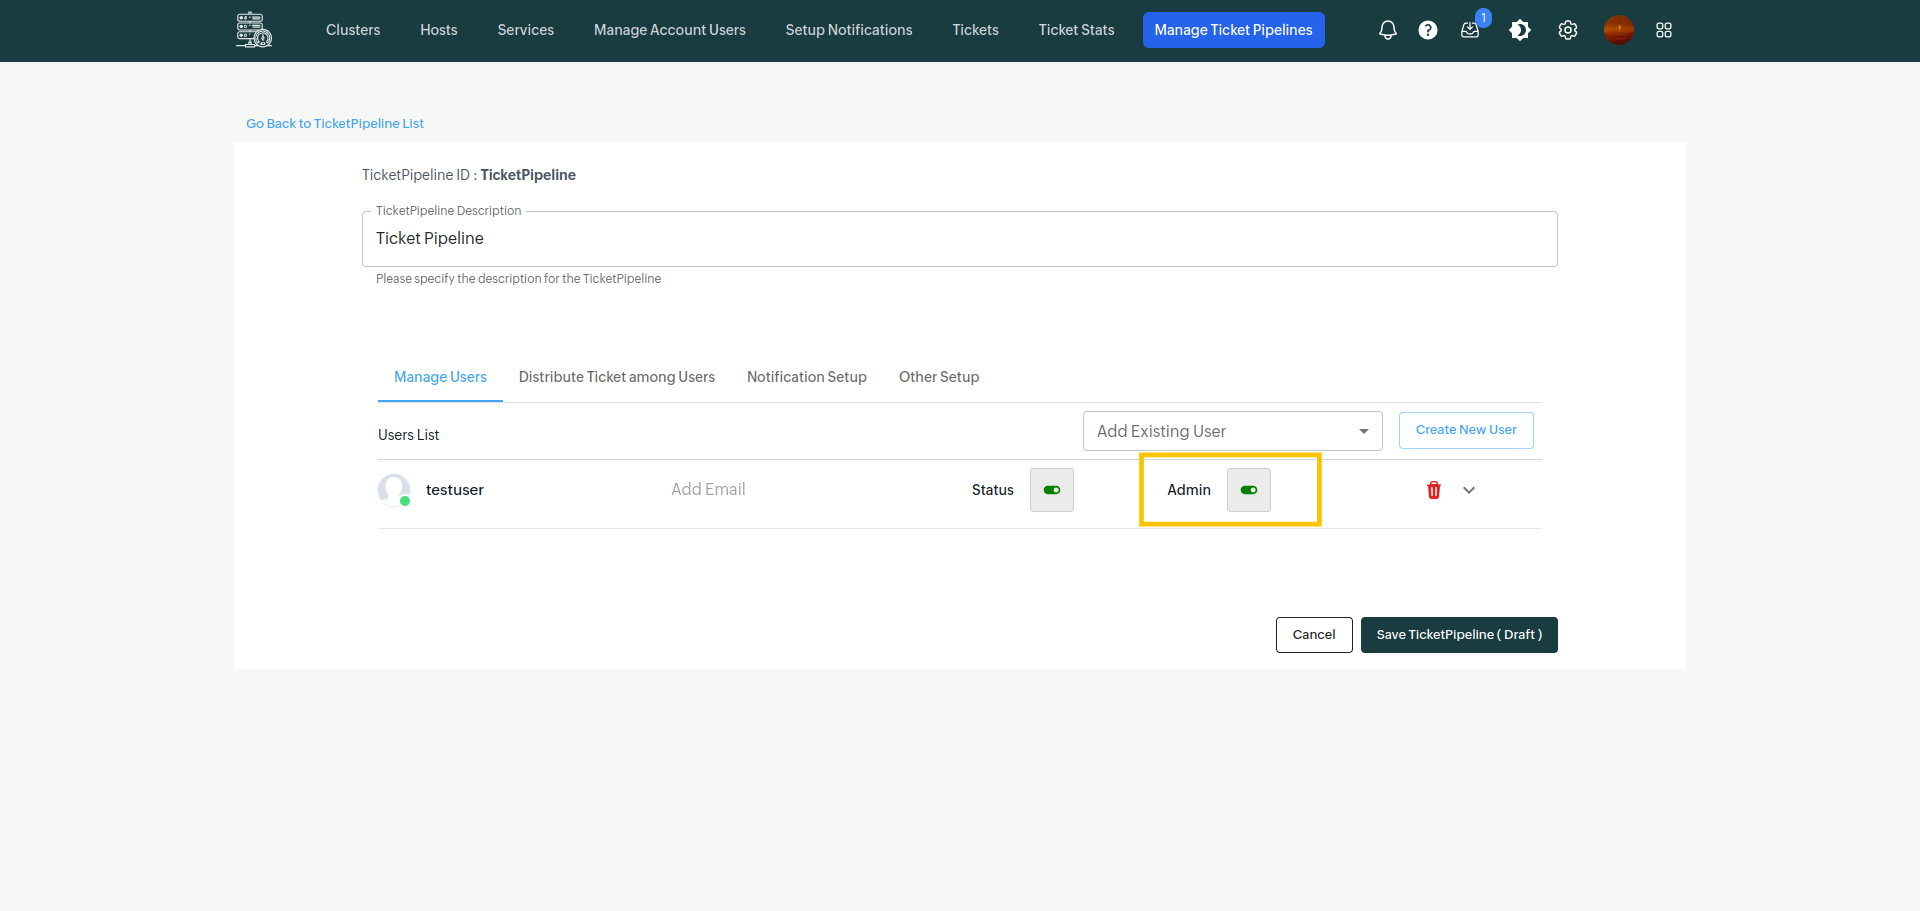 Clusters Hosts Services Manage Account Users Setup Notifications Tickets Ticket Stats Manage Ticket Pipelines ? 1
Go Back to TicketPipeline List
TicketPipeline ID : TicketPipeline
TicketPipeline Description
Ticket Pipeline
Please specify the description for the TicketPipeline
Manage Users Distribute Ticket among Users Notification Setup Other Setup
Users List Add Existing User Create New User
testuser Add Email Status Admin
Cancel Save TicketPipeline ( Draft )